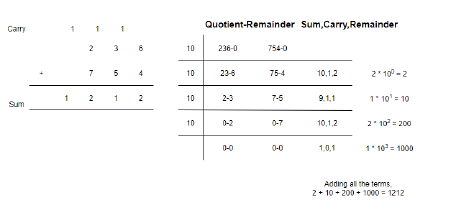 Quotient-Remainder Sum,Carry,Remainder
Carry 1 1 1
2 3 6 10 236-0 754-0
+ 7 5 4 10 23-6 75-4 10,1,2 2 * 10⁰ = 2
Sum 1 2 1 2 10 2-3 7-5 9,1,1 1 * 10¹ = 10
10 0-2 0-7 10,1,2 2 * 10² = 200
0-0 0-0 1,0,1 1 * 10³ = 1000
Adding all the terms,
2 + 10 + 200 + 1000 = 1212